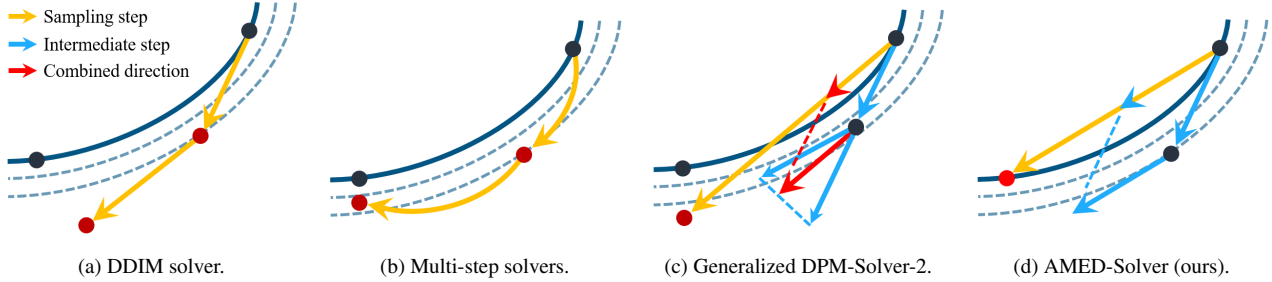 Sampling step
Intermediate step
Combined direction
(a) DDIM solver.
(b) Multi-step solvers.
(c) Generalized DPM-Solver-2.
(d) AMED-Solver (ours).